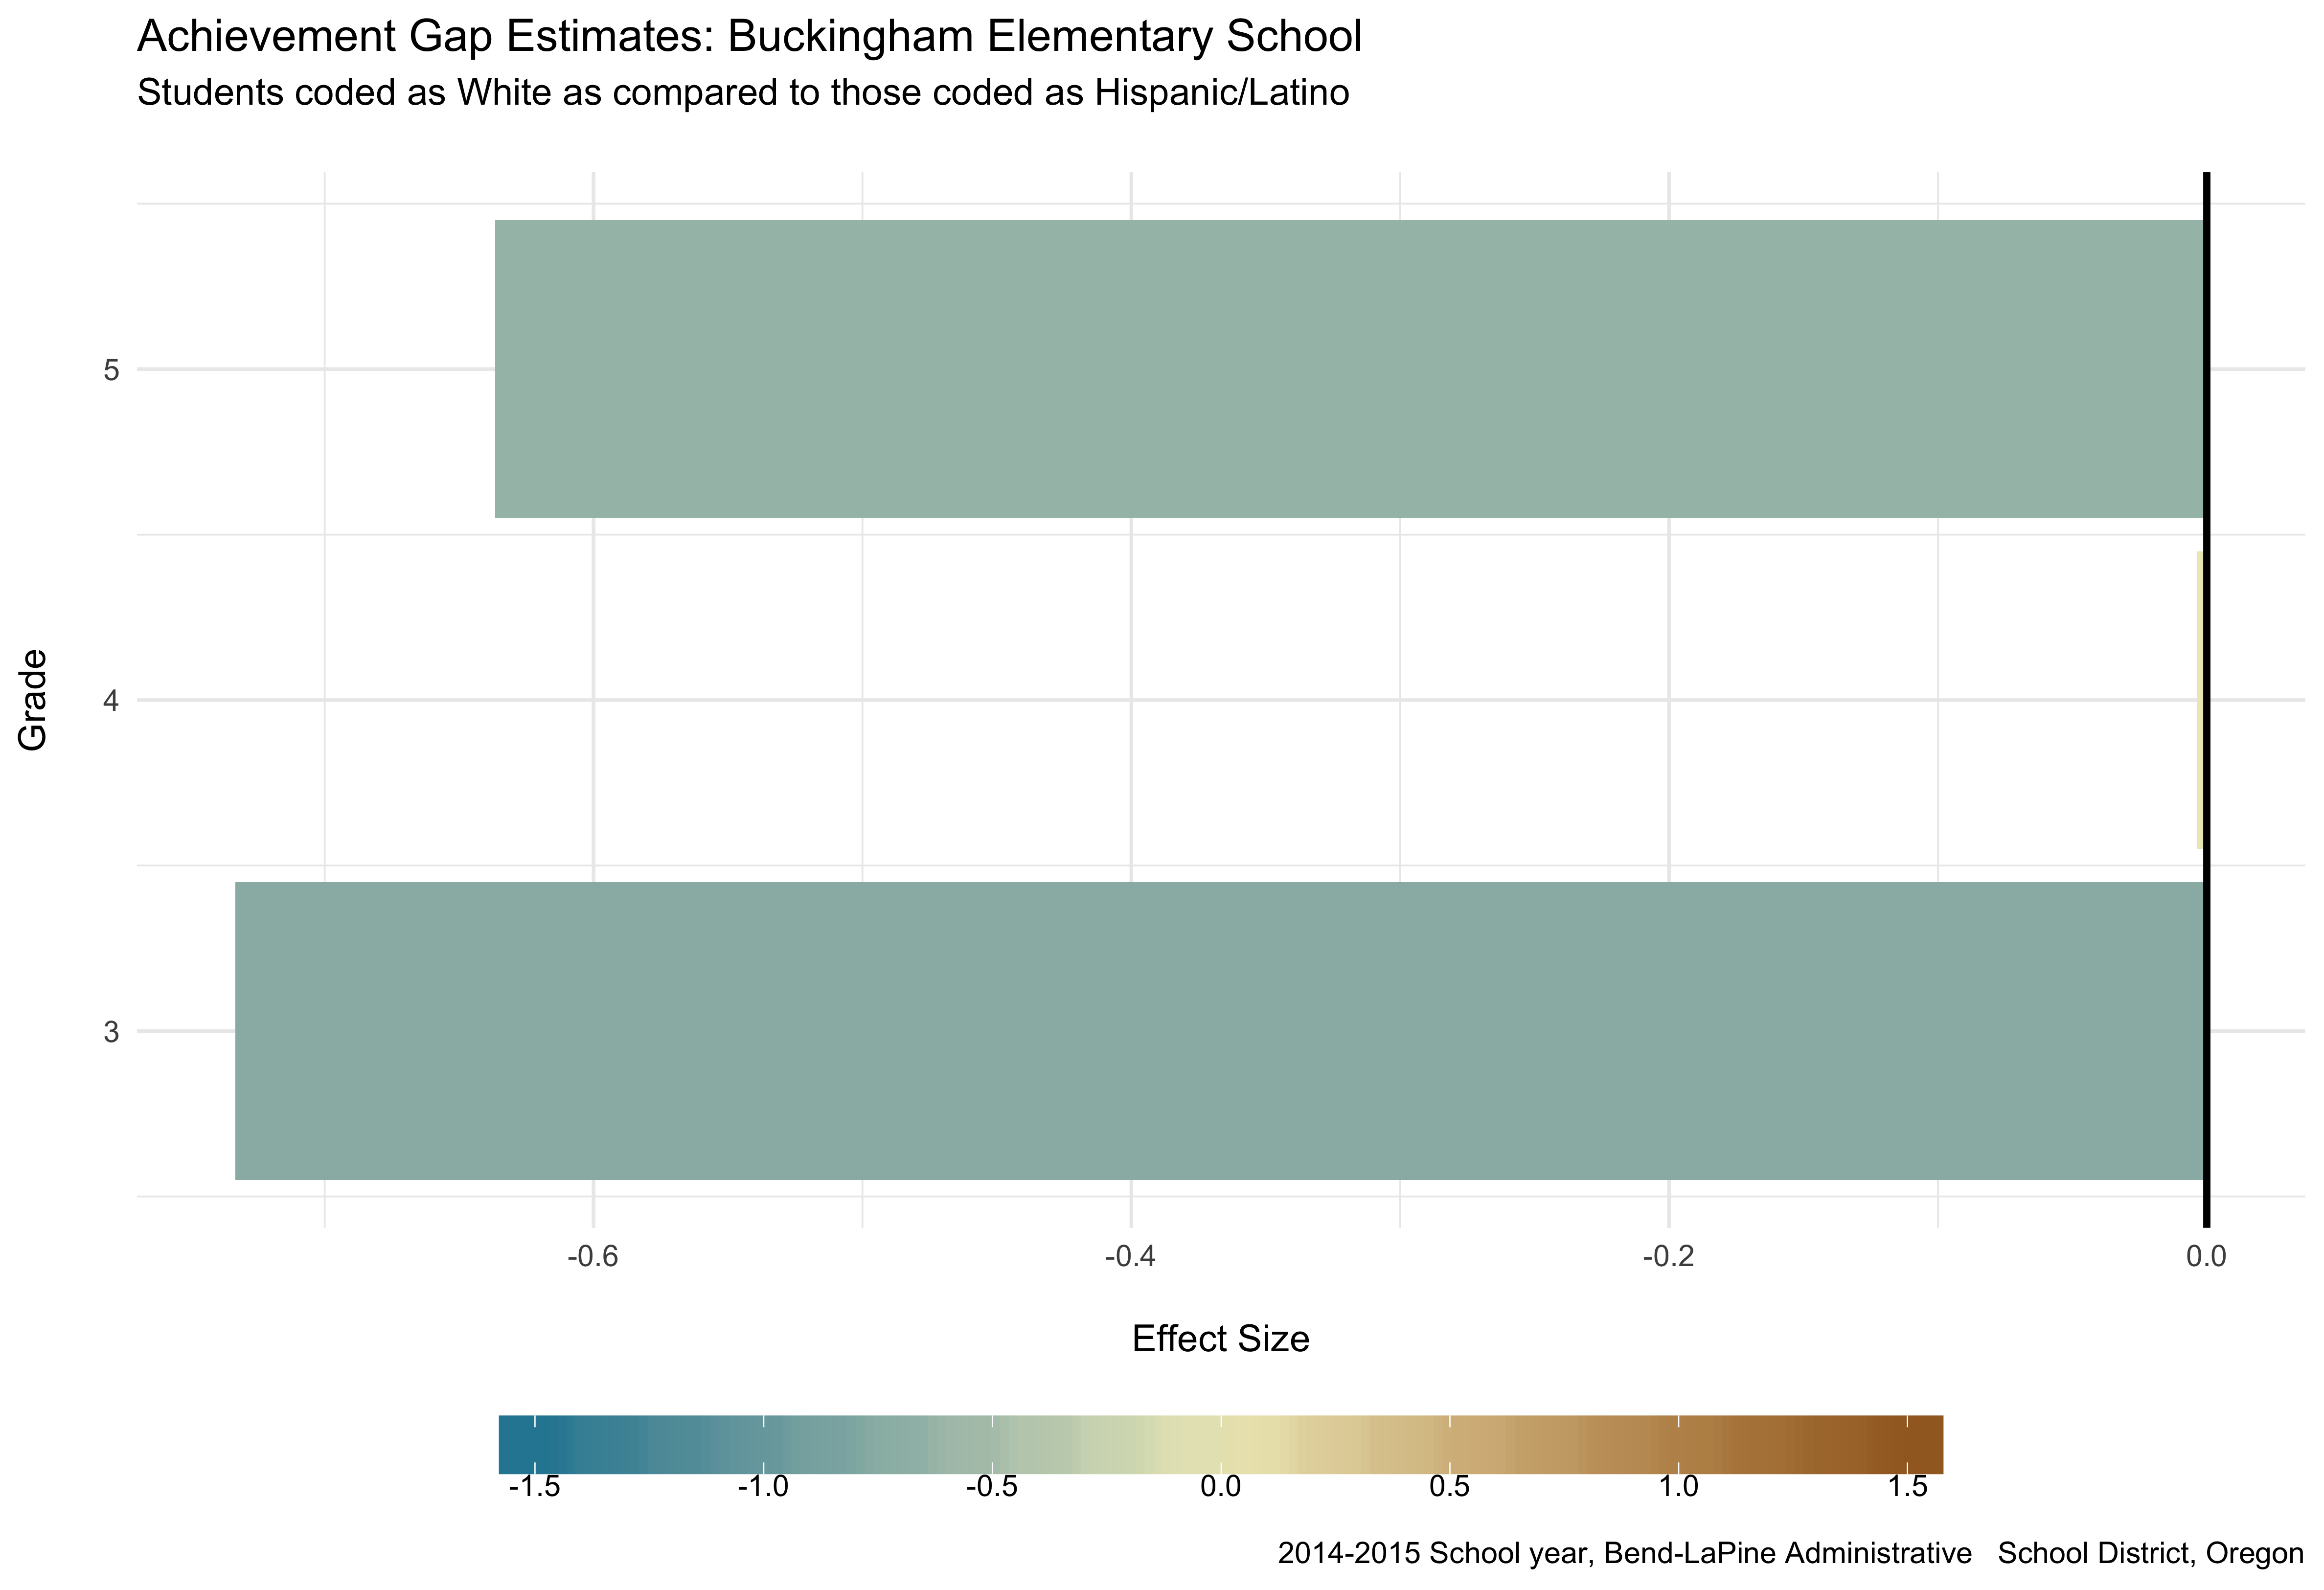 Achievement Gap Estimates: Buckingham Elementary School
Students coded as White as compared to those coded as Hispanic/Latino
Grade
5
4
3
-0.6 -0.4 -0.2 0.0
Effect Size
-1.5 -1.0 -0.5 0.0 0.5 1.0 1.5
2014-2015 School year, Bend-LaPine Administrative   School District, Oregon